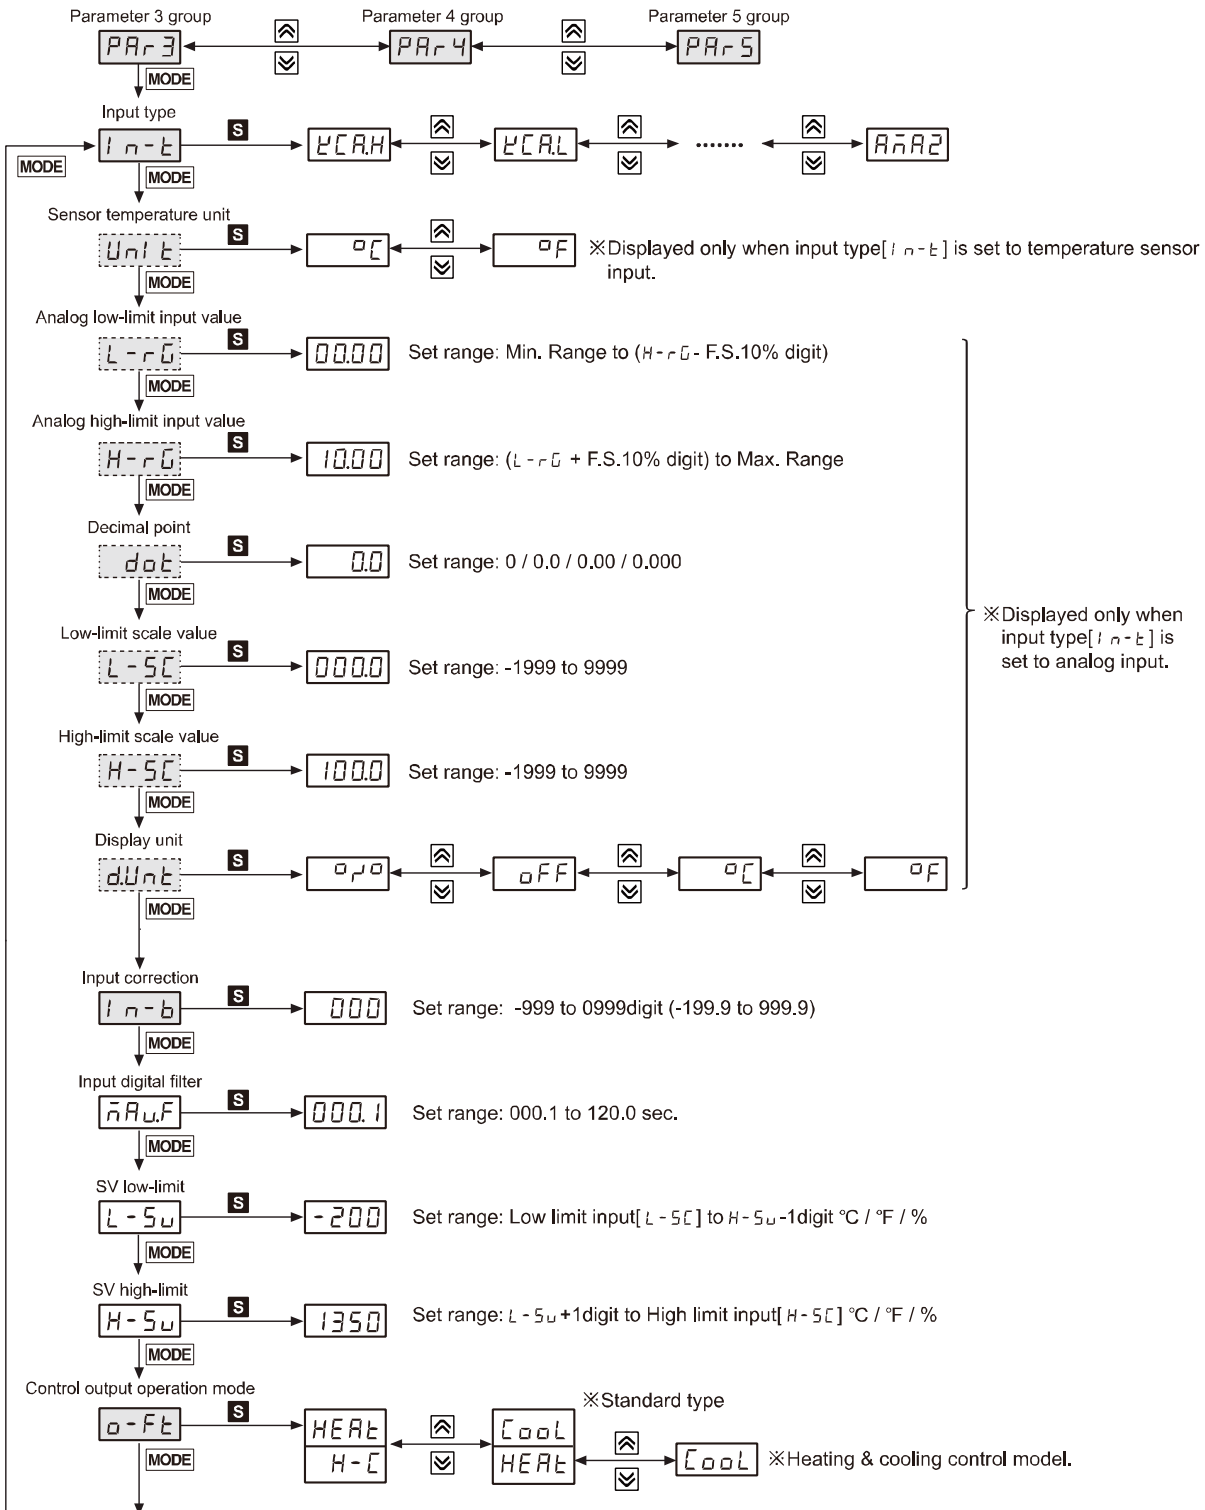 Parameter 3 group Parameter 4 group Parameter 5 group
PAr3 PAr4 PAr5
MODE
Input type
In-t S KCA.H KCA.L ······· AMA2
MODE
MODE
Sensor temperature unit
UnIt S °C °F ※Displayed only when input type[In-t] is set to temperature sensor
input.
MODE
Analog low-limit input value
L-rG S 00.00 Set range: Min. Range to (H-rG- F.S.10% digit)
MODE
Analog high-limit input value
H-rG S 10.00 Set range: (L-rG + F.S.10% digit) to Max. Range
MODE
Decimal point
dot S 0.0 Set range: 0 / 0.0 / 0.00 / 0.000
MODE
※Displayed only when
input type[In-t] is
set to analog input.
Low-limit scale value
L-SC S 000.0 Set range: -1999 to 9999
MODE
High-limit scale value
H-SC S 100.0 Set range: -1999 to 9999
MODE
Display unit
d.Unt S % oFF °C °F
MODE
Input correction
In-b S 000 Set range: -999 to 0999digit (-199.9 to 999.9)
MODE
Input digital filter
MAv.F S 000.1 Set range: 000.1 to 120.0 sec.
MODE
SV low-limit
L-Sv S -200 Set range: Low limit input[L-SC] to H-Sv-1digit °C / °F / %
MODE
SV high-limit
H-Sv S 1350 Set range: L-Sv+1digit to High limit input[H-SC] °C / °F / %
MODE
Control output operation mode
※Standard type
o-Ft S HEAt CooL
H-C HEAt CooL ※Heating & cooling control model.
MODE